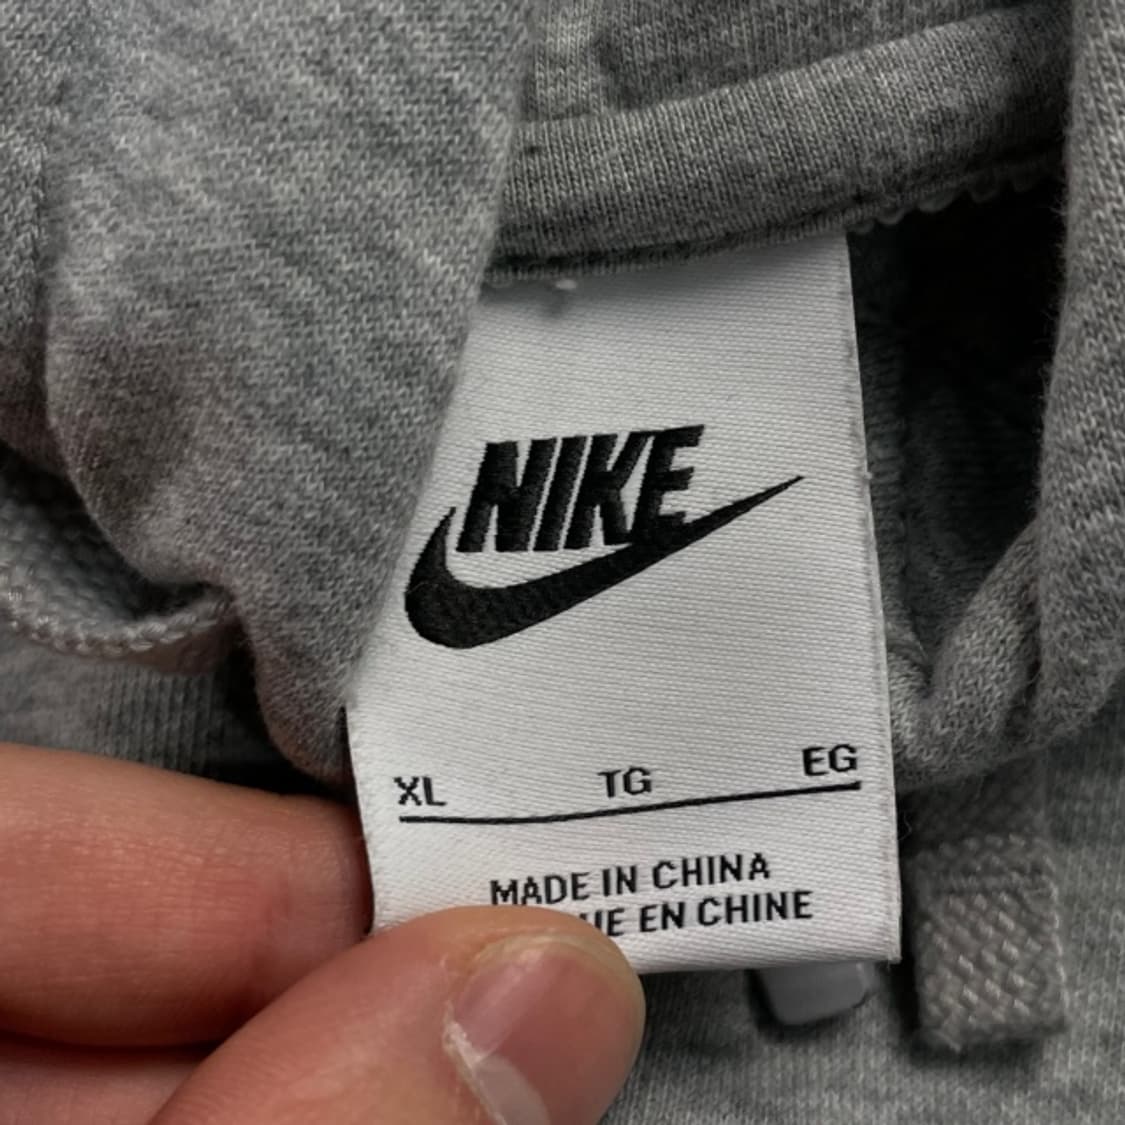 NIKE
XL TG EG
MADE IN CHINA
EN CHINE